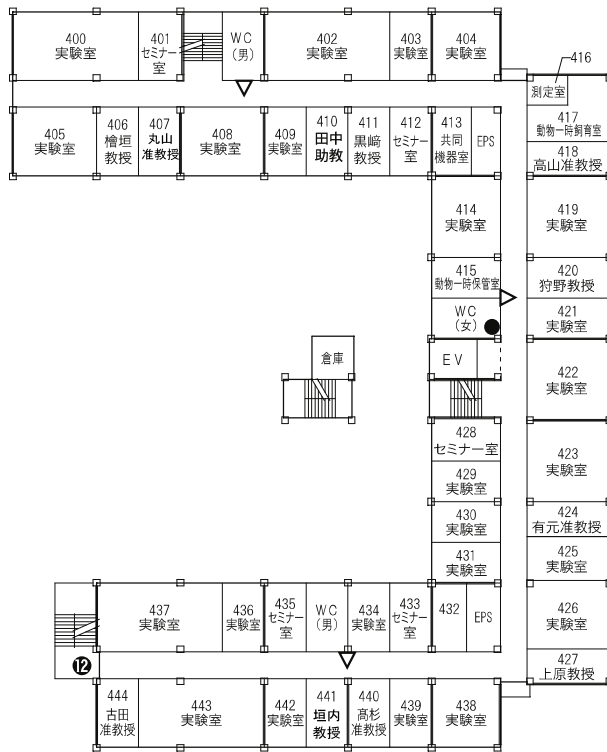 400
実験室
401
セミナー
室
WC
(男)
402
実験室
403
実験室
404
実験室
416
測定室
417
動物一時飼育室
418
高山准教授
405
実験室
406
檜垣
教授
407
丸山
准教授
408
実験室
409
実験室
410
田中
助教
411
黒﨑
教授
412
セミナー
室
413
共同
機器室
EPS
414
実験室
419
実験室
415
動物一時保管室
420
狩野教授
WC
(女)
421
実験室
倉庫
EV
422
実験室
428
セミナー室
423
実験室
429
実験室
430
実験室
424
有元准教授
431
実験室
425
実験室
437
実験室
436
実験室
435
セミナー
室
WC
(男)
434
実験室
433
セミナー
室
432
EPS
426
実験室
427
上原教授
12
444
古田
准教授
443
実験室
442
実験室
441
垣内
教授
440
髙杉
准教授
439
実験室
438
実験室